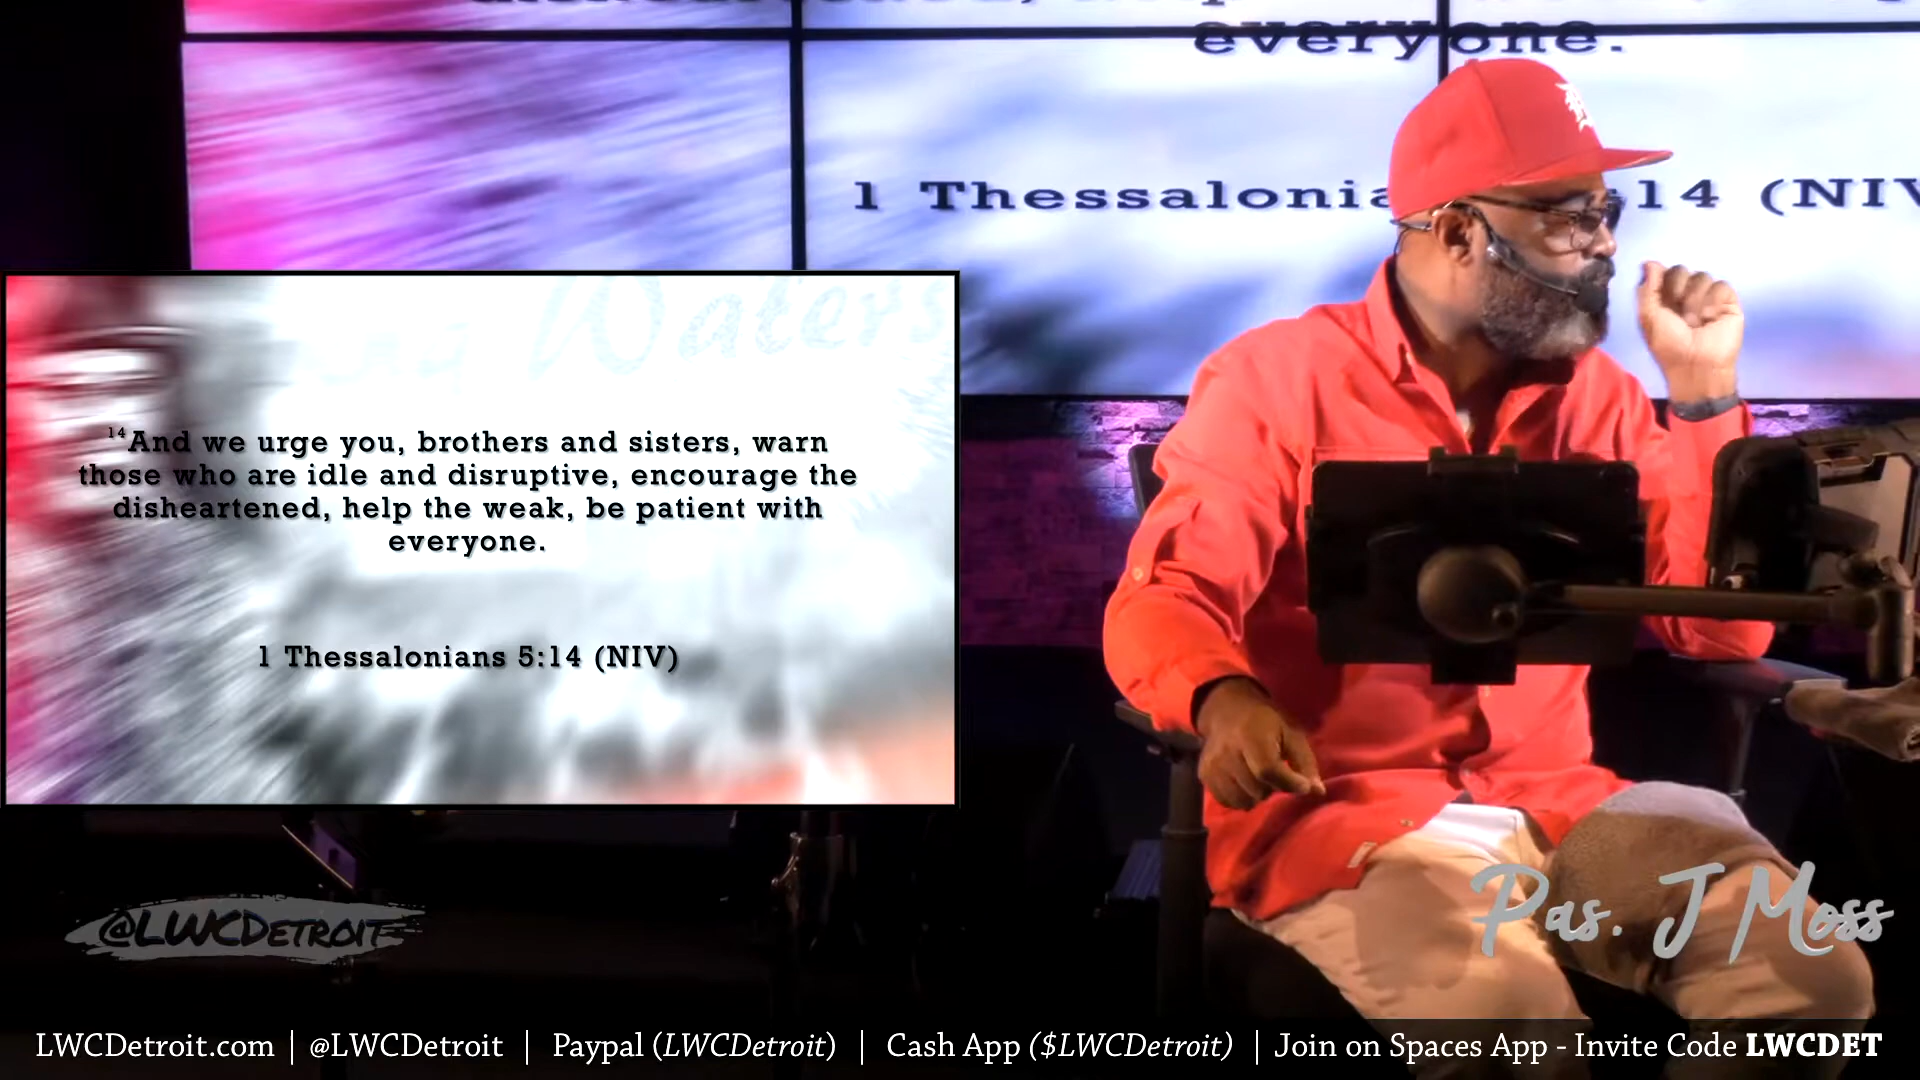 everyone.
1 Thessalonia :14 (NIV
Waters
14And we urge you, brothers and sisters, warn
those who are idle and disruptive, encourage the
disheartened, help the weak, be patient with
everyone.
1 Thessalonians 5:14 (NIV)
@LWCDETROIT
Pas. J Moss
LWCDetroit.com | @LWCDetroit | Paypal (LWCDetroit) | Cash App ($LWCDetroit) | Join on Spaces App - Invite Code LWCDET